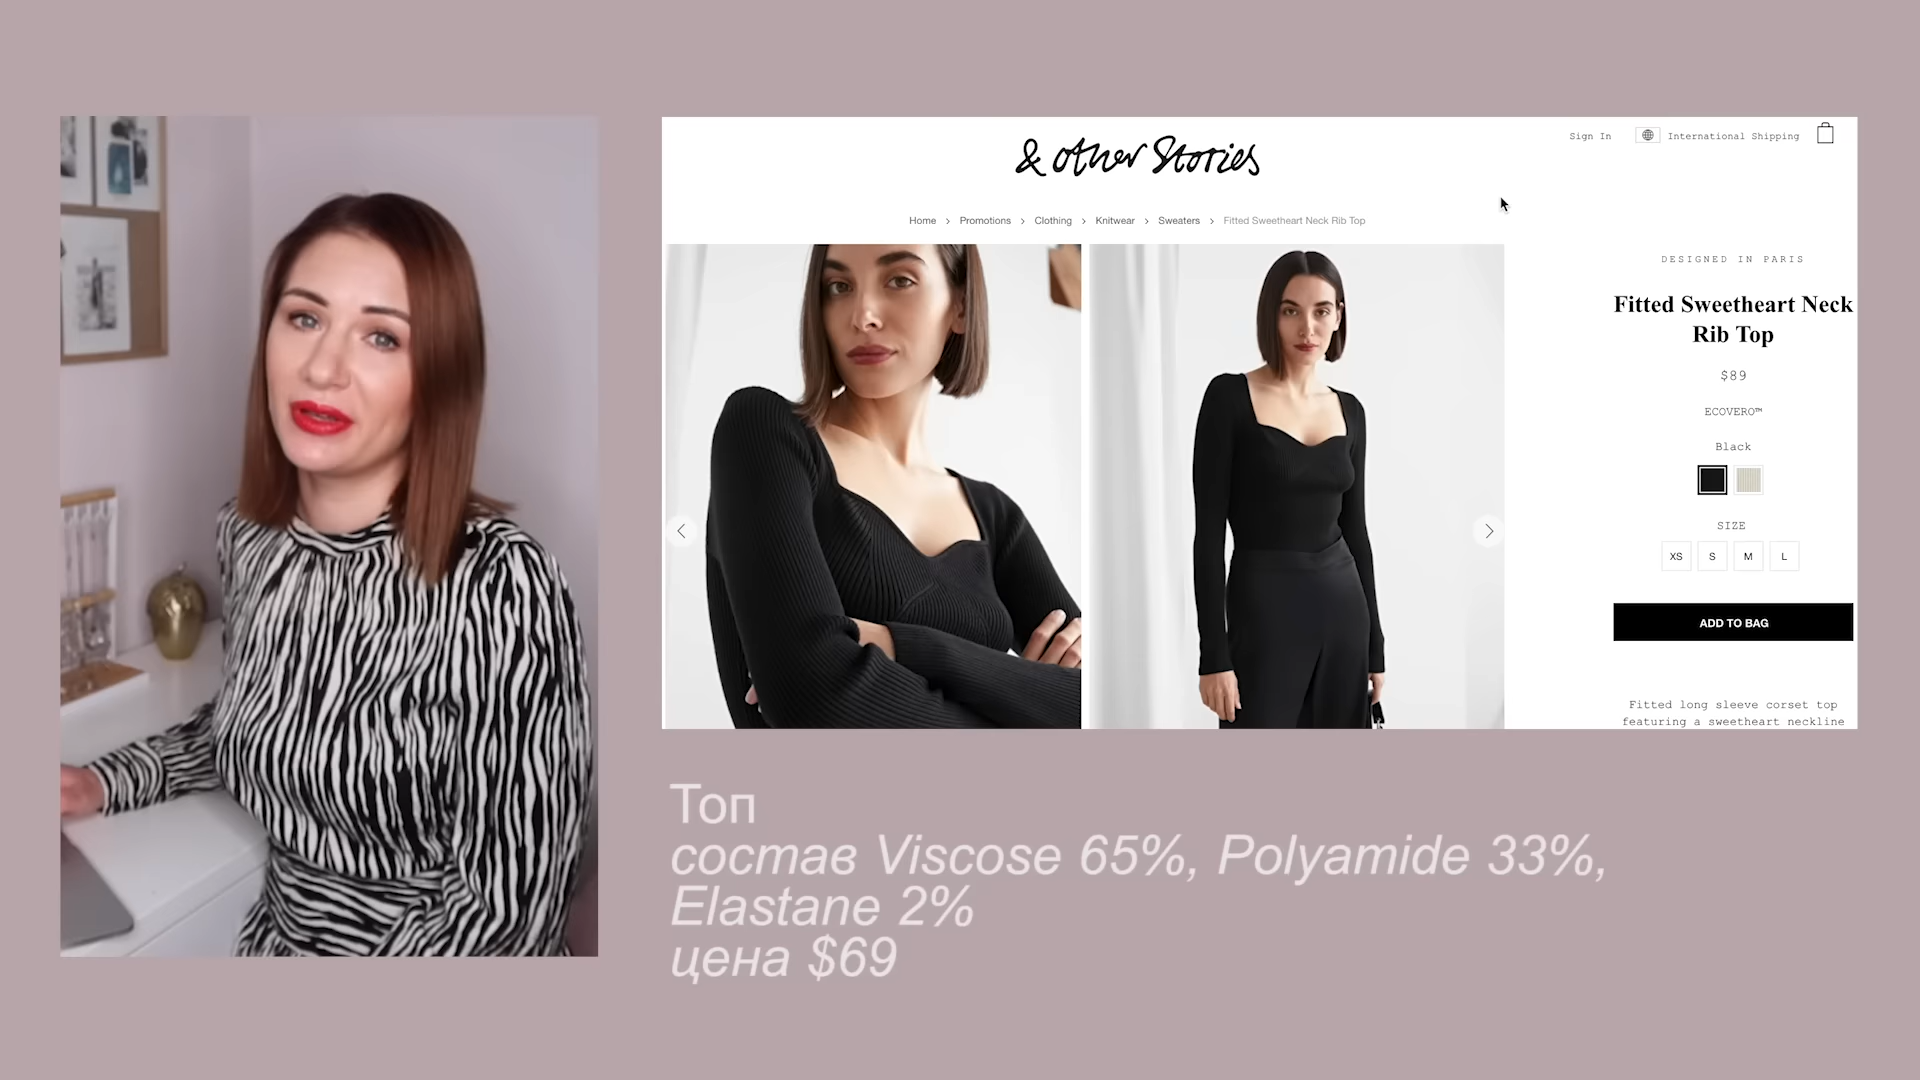 & other Stories
Sign In
International Shipping
Home > Promotions > Clothing > Knitwear > Sweaters > Fitted Sweetheart Neck Rib Top
DESIGNED IN PARIS
Fitted Sweetheart Neck
Rib Top
$89
ECOVERO™
Black
SIZE
XS S M L
ADD TO BAG
Fitted long sleeve corset top
featuring a sweetheart neckline
Топ
состав Viscose 65%, Polyamide 33%,
Elastane 2%
цена $69